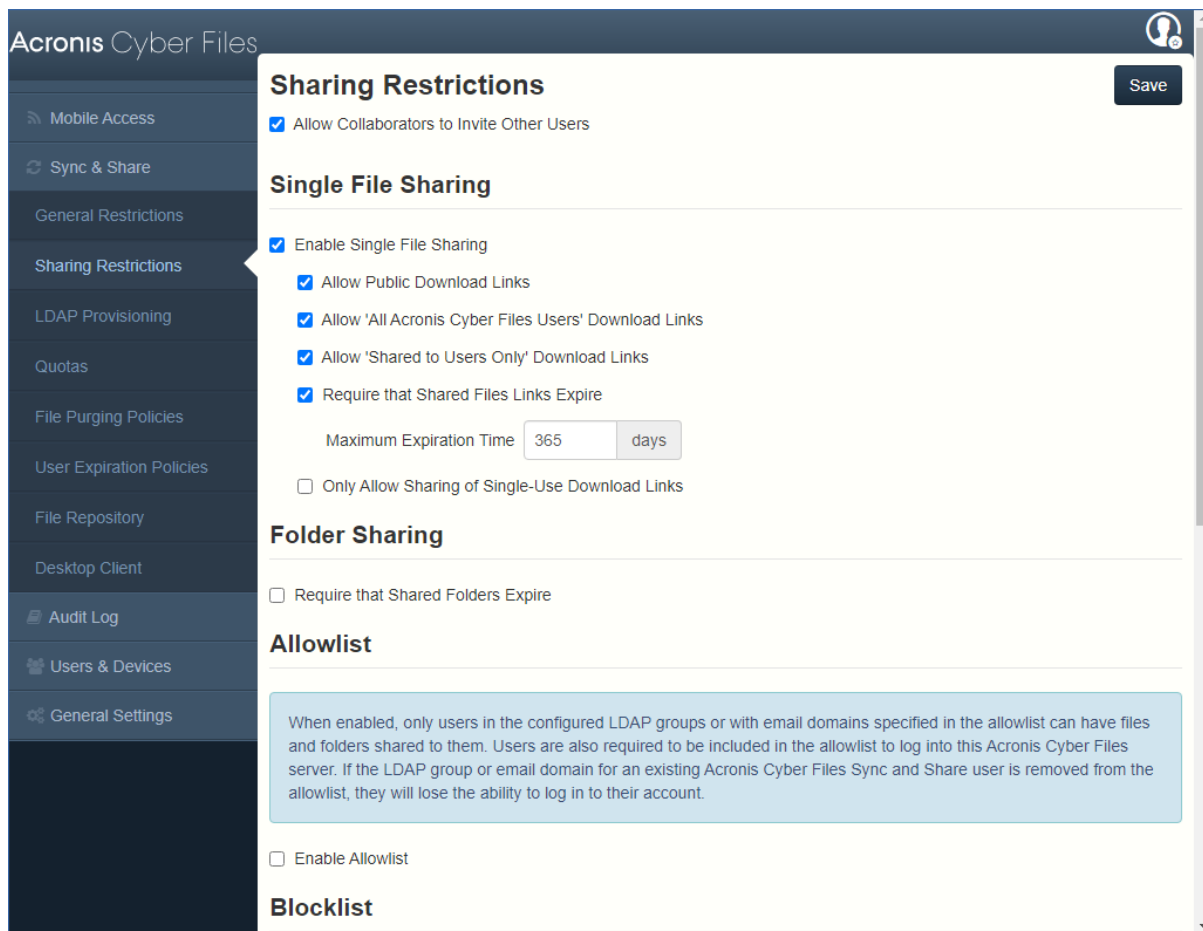 Acronis Cyber Files
Mobile Access
Sync & Share
General Restrictions
Sharing Restrictions
LDAP Provisioning
Quotas
File Purging Policies
User Expiration Policies
File Repository
Desktop Client
Audit Log
Users & Devices
General Settings
Sharing Restrictions
Save
Allow Collaborators to Invite Other Users
Single File Sharing
Enable Single File Sharing
Allow Public Download Links
Allow 'All Acronis Cyber Files Users' Download Links
Allow 'Shared to Users Only' Download Links
Require that Shared Files Links Expire
Maximum Expiration Time 365 days
Only Allow Sharing of Single-Use Download Links
Folder Sharing
Require that Shared Folders Expire
Allowlist
When enabled, only users in the configured LDAP groups or with email domains specified in the allowlist can have files
and folders shared to them. Users are also required to be included in the allowlist to log into this Acronis Cyber Files
server. If the LDAP group or email domain for an existing Acronis Cyber Files Sync and Share user is removed from the
allowlist, they will lose the ability to log in to their account.
Enable Allowlist
Blocklist